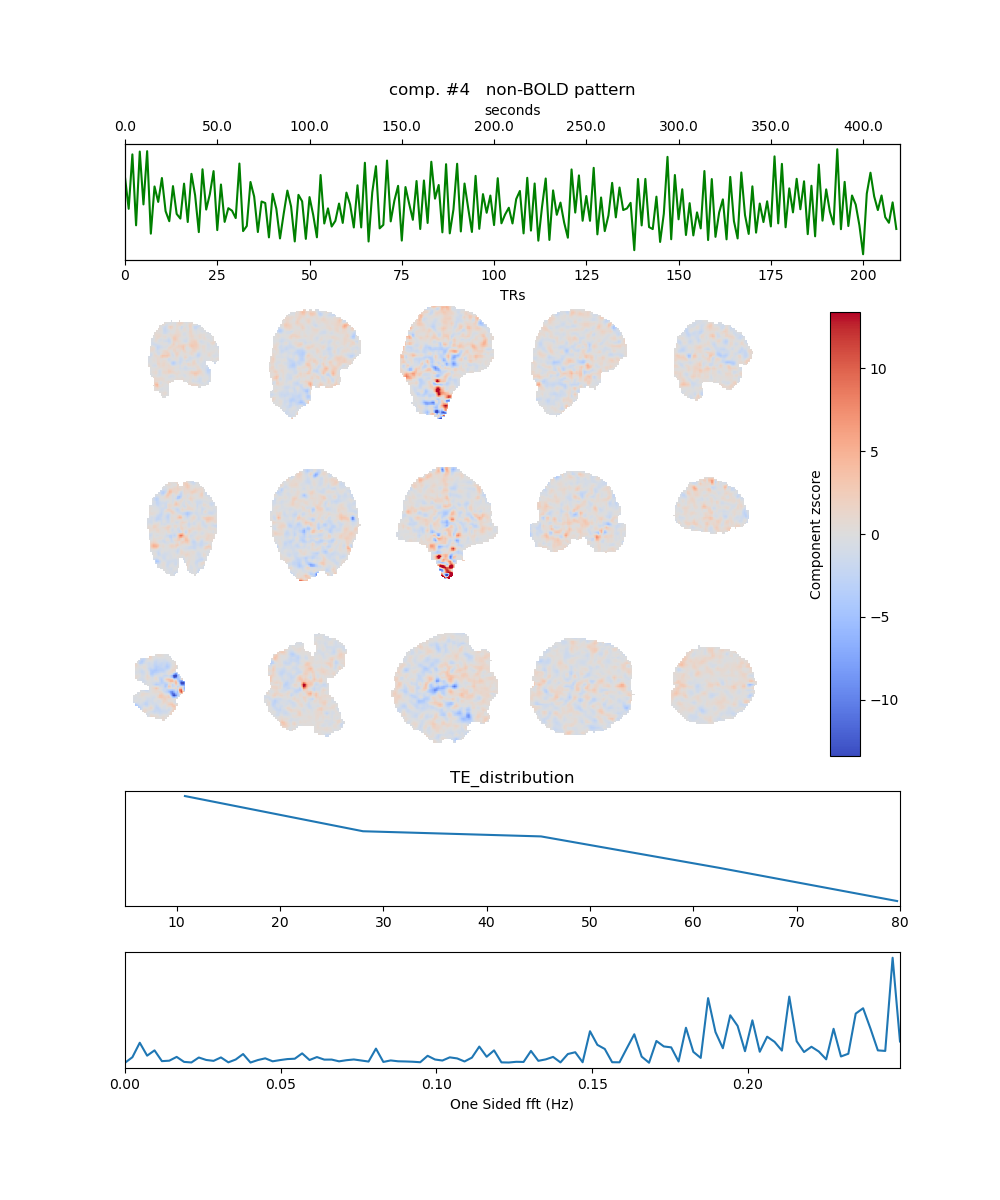 comp. #4   non-BOLD pattern
seconds
0.0 50.0 100.0 150.0 200.0 250.0 300.0 350.0 400.0
0 25 50 75 100 125 150 175 200
TRs
10
5
0
−5
−10
Component zscore
TE_distribution
10 20 30 40 50 60 70 80
0.00 0.05 0.10 0.15 0.20
One Sided fft (Hz)